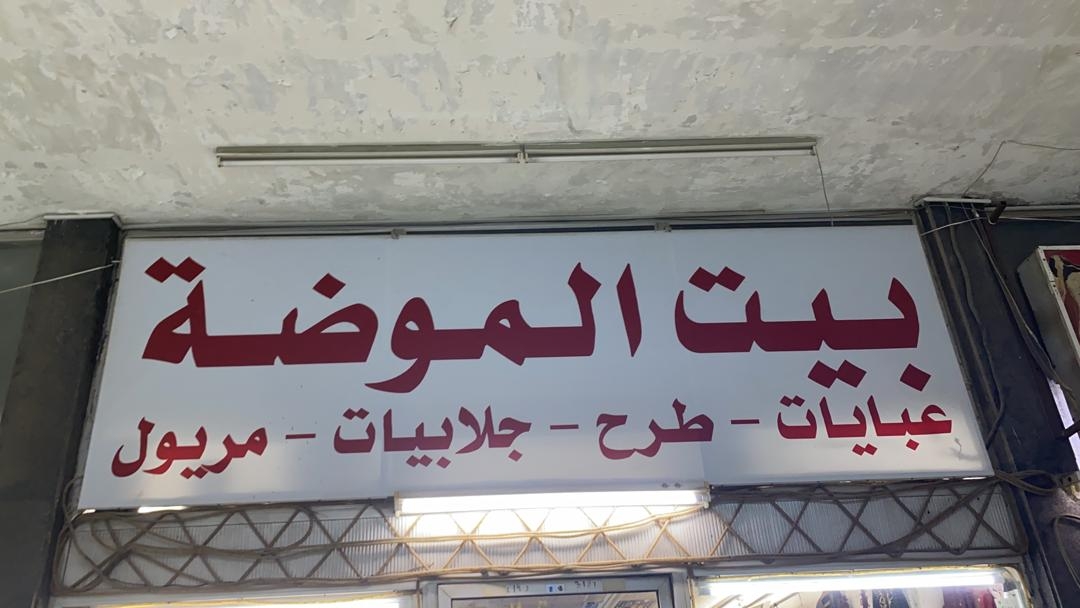 بيت الموضة
عبايات - طرح - جلابيات - مريول